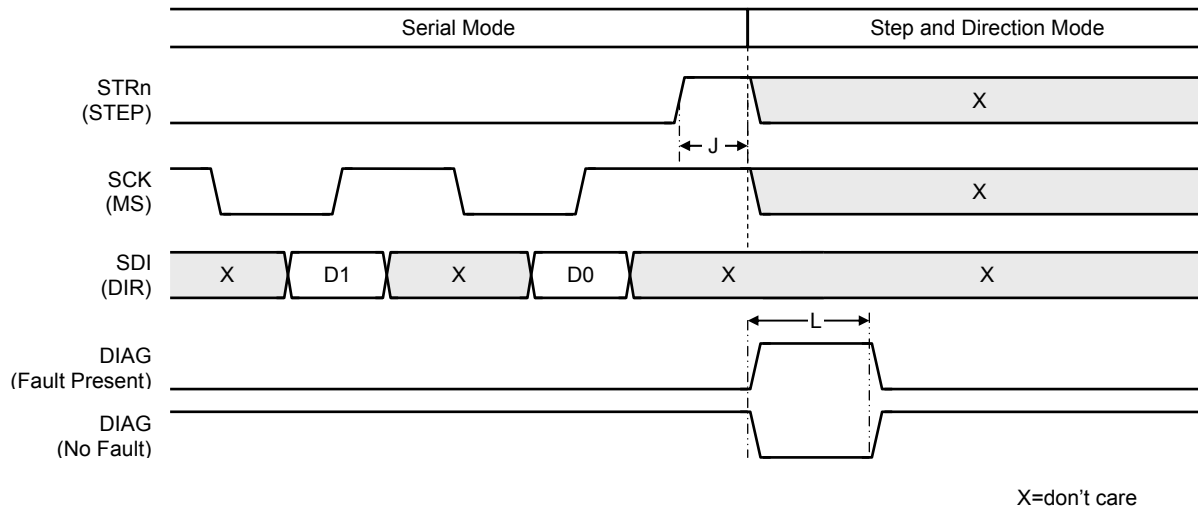 Serial Mode
Step and Direction Mode
STRn
(STEP)
X
J
SCK
(MS)
X
SDI
(DIR)
X
D1
X
D0
X
X
L
DIAG
(Fault Present)
DIAG
(No Fault)
X=don't care